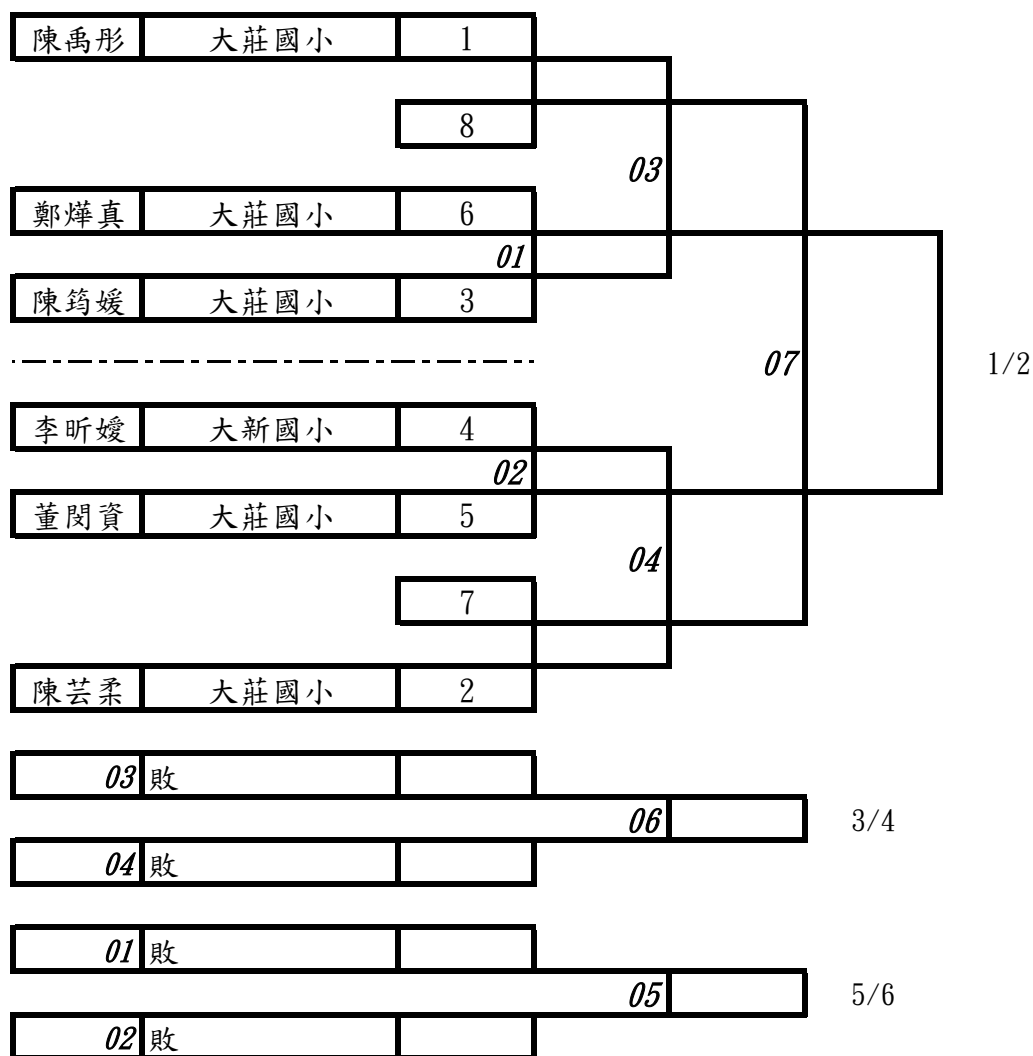 陳禹彤 大莊國小 1
8
03
鄭燁真 大莊國小 6
01
陳筠媛 大莊國小 3
07 1/2
李昕嬡 大新國小 4
02
董閔資 大莊國小 5
04
7
陳芸柔 大莊國小 2
03 敗
06 3/4
04 敗
01 敗
05 5/6
02 敗